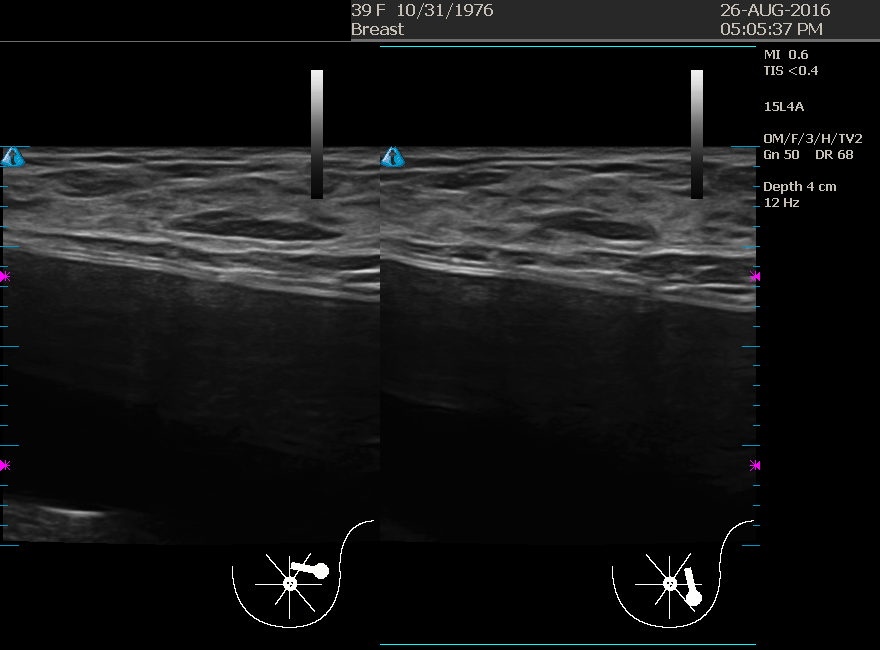 39 F 10/31/1976
Breast
26-AUG-2016
05:05:37 PM
MI 0.6
TIS <0.4
15L4A
OM/F/3/H/TV2
Gn 50 DR 68
Depth 4 cm
12 Hz